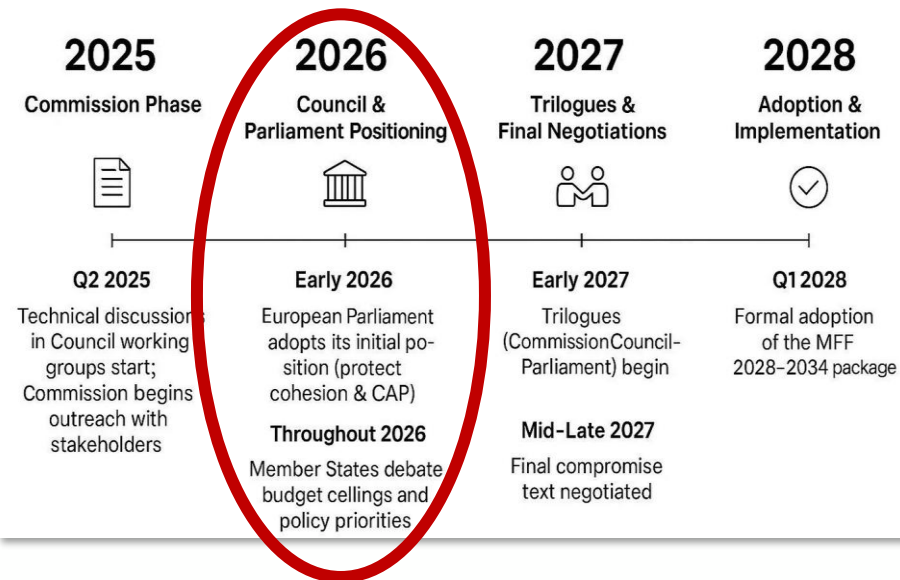 2025
Commission Phase
Q2 2025
Technical discussions
in Council working
groups start;
Commission begins
outreach with
stakeholders
2026
Council &
Parliament Positioning
Early 2026
European Parliament
adopts its initial po-
sition (protect
cohesion & CAP)
Throughout 2026
Member States debate
budget cellings and
policy priorities
2027
Trilogues &
Final Negotiations
Early 2027
Trilogues
(CommissionCouncil-
Parliament) begin
Mid-Late 2027
Final compromise
text negotiated
2028
Adoption &
Implementation
Q1 2028
Formal adoption
of the MFF
2028–2034 package